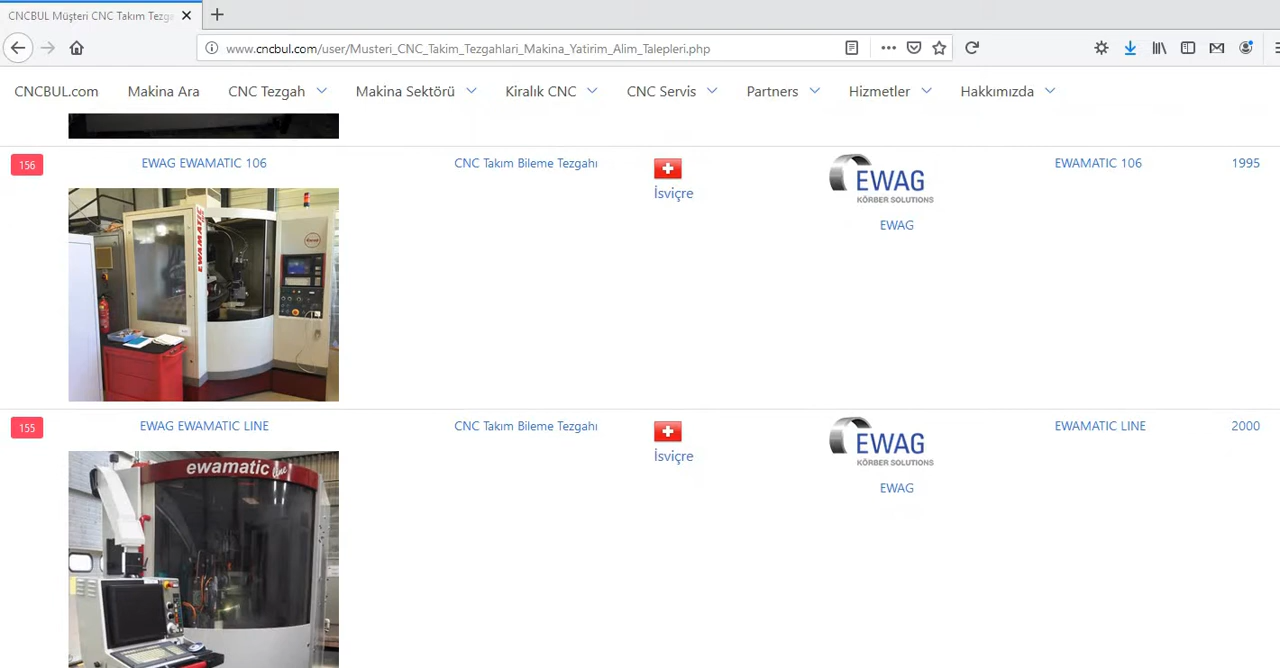 CNCBUL Müşteri CNC Takım Tezga
www.cncbul.com/user/Musteri_CNC_Takim_Tezgahlari_Makina_Yatirim_Alim_Talepleri.php
CNCBUL.com Makina Ara CNC Tezgah Makina Sektörü Kiralık CNC CNC Servis Partners Hizmetler Hakkımızda
156 EWAG EWAMATIC 106 CNC Takım Bileme Tezgahı İsviçre EWAG KÖRBER SOLUTIONS EWAG EWAMATIC 106 1995
EWAMATIC
155 EWAG EWAMATIC LINE CNC Takım Bileme Tezgahı İsviçre EWAG KÖRBER SOLUTIONS EWAG EWAMATIC LINE 2000
ewamatic line